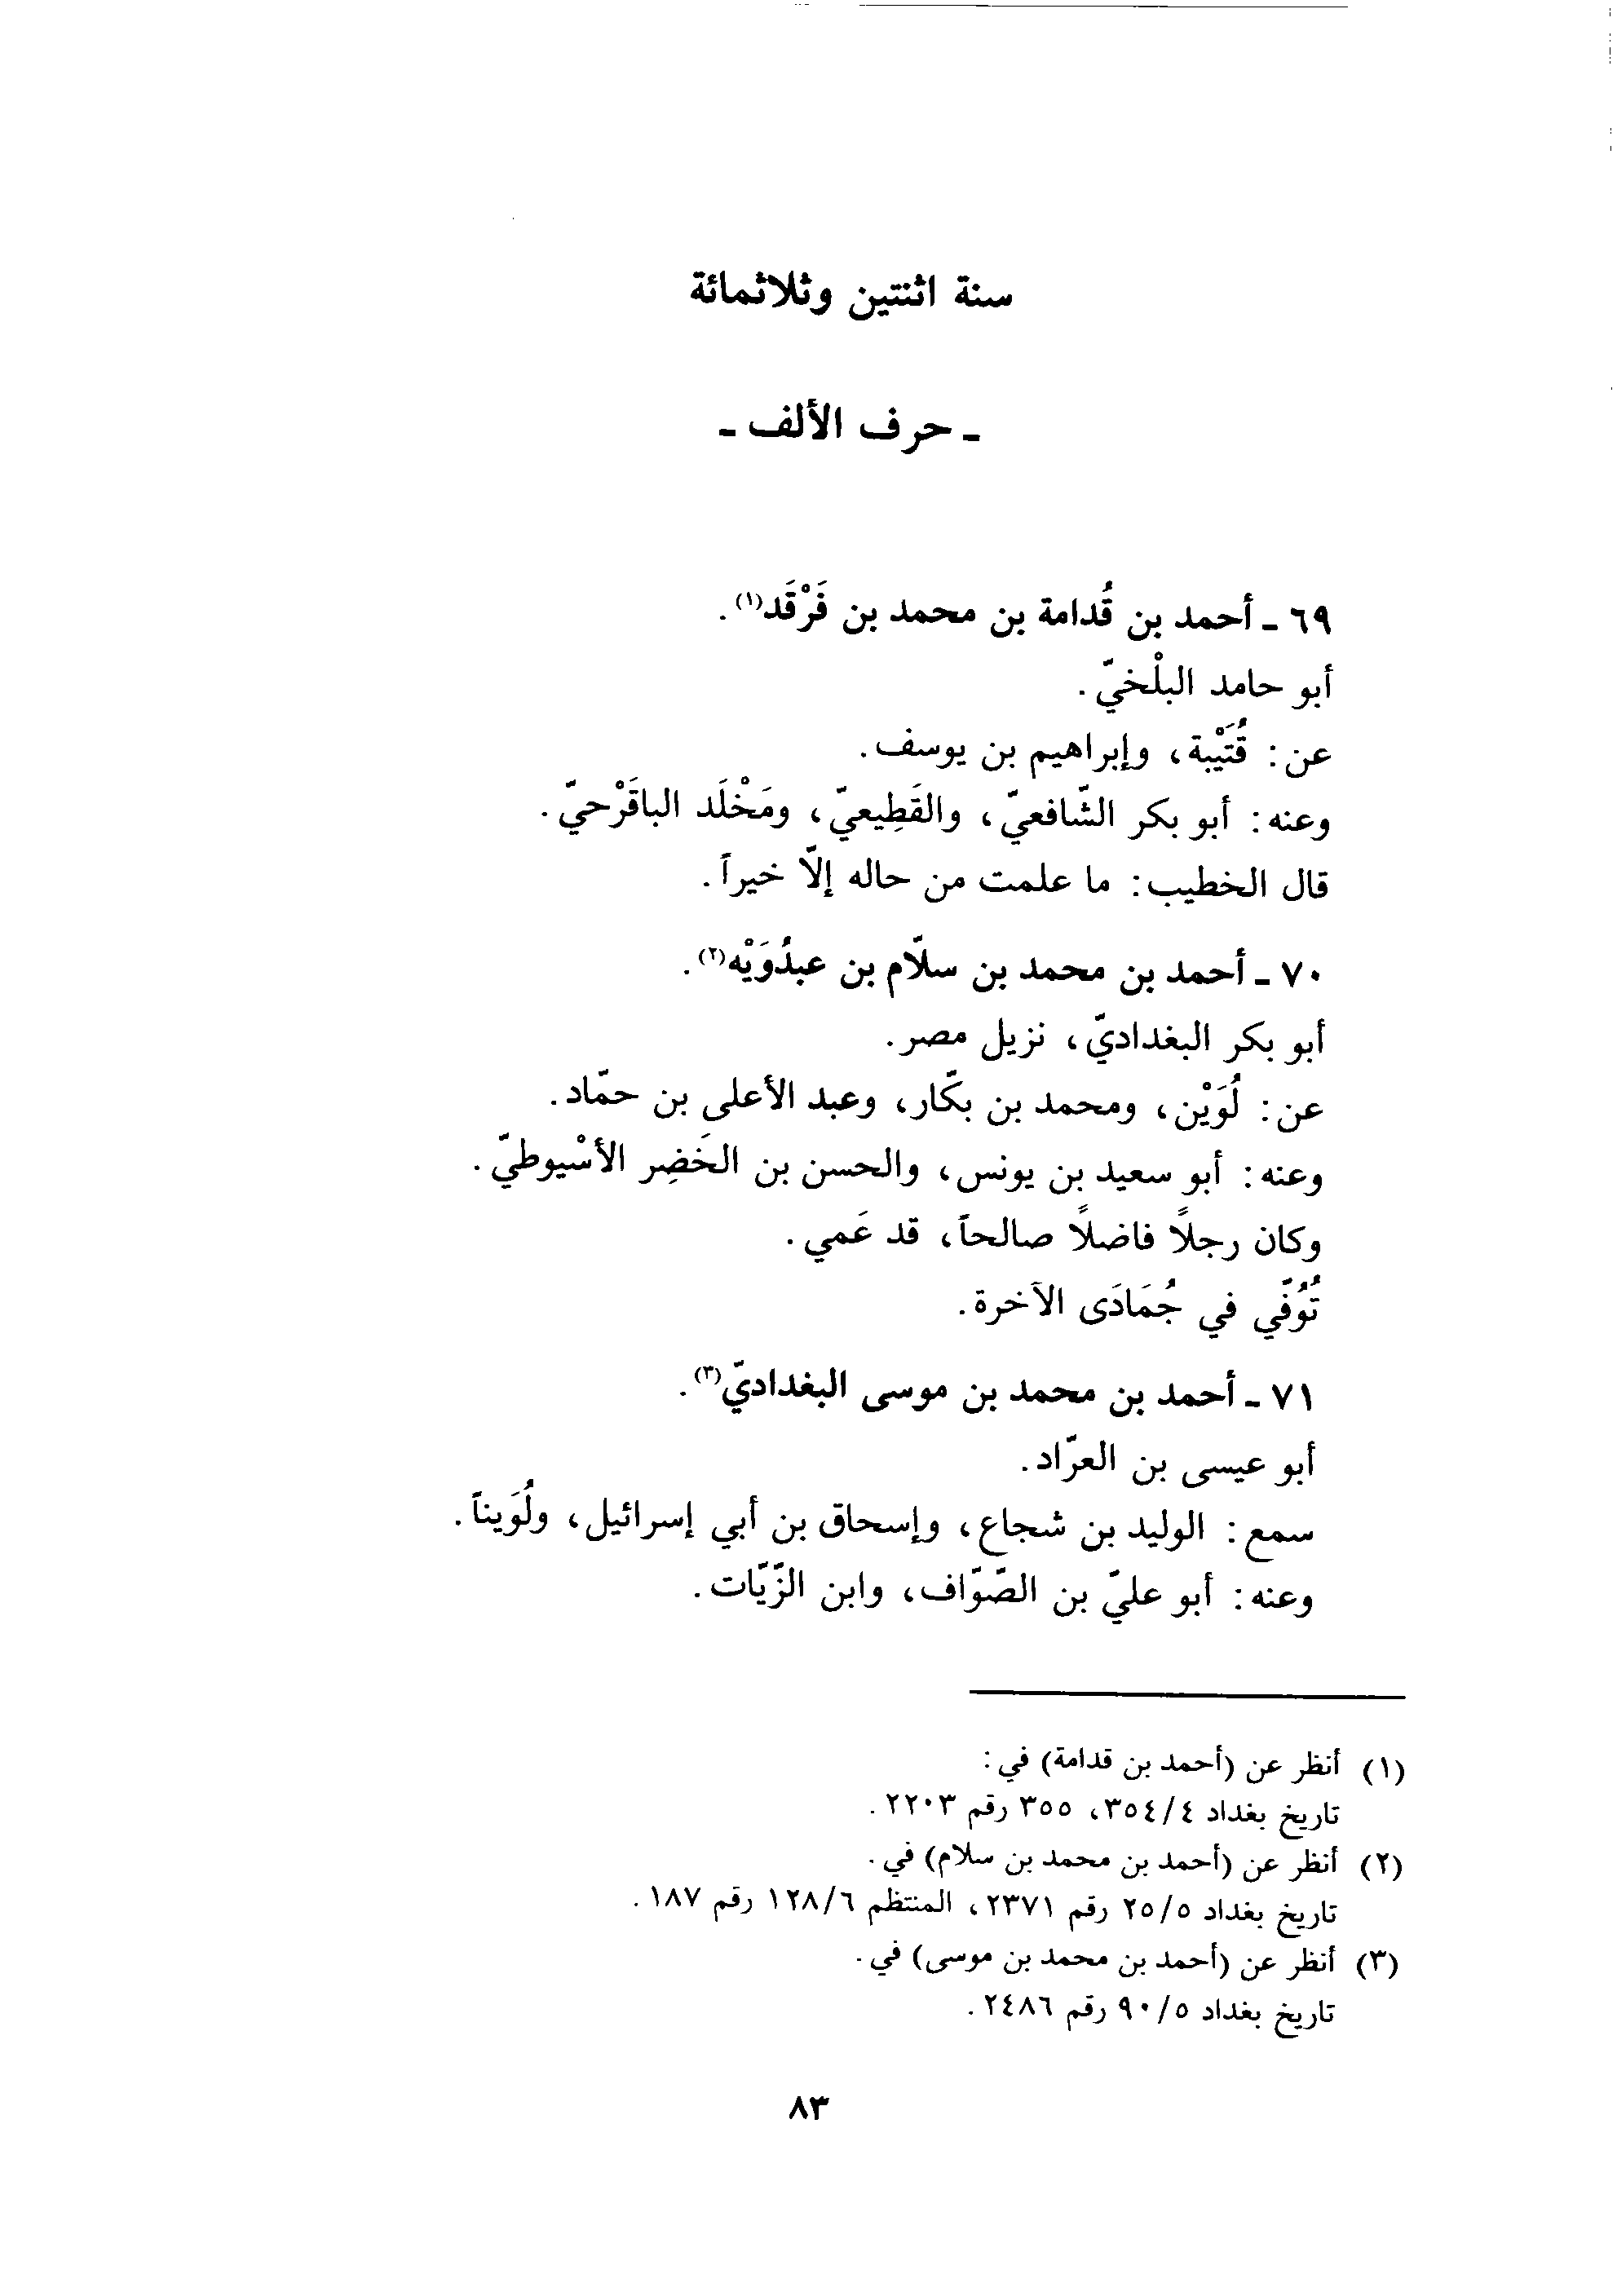 سنة اثنتين وثلاثمائة
ـ حرف الألف ـ
٦٩ ـ أحمد بن قُدامة بن محمد بن فَرْقَد(١).
أبو حامد البلْخيّ.
عن: قُتَيْبة، وإبراهيم بن يوسف.
وعنه: أبو بكر الشّافعيّ، والقَطِيعيّ، ومَخْلَد الباقَرْحيّ.
قال الخطيب: ما علمت من حاله إلّا خيراً.
٧٠ ـ أحمد بن محمد بن سلّام بن عبدُوَيْه(٢).
أبو بكر البغداديّ، نزيل مصر.
عن: لُوَيْن، ومحمد بن بكّار، وعبد الأعلى بن حمّاد.
وعنه: أبو سعيد بن يونس، والحسن بن الخَضِر الأسْيوطيّ.
وكان رجلاً فاضلاً صالحاً، قد عَمي.
تُوُفّي في جُمَادَى الآخرة.
٧١ ـ أحمد بن محمد بن موسى البغداديّ(٣).
أبو عيسى بن العرّاد.
سمع: الوليد بن شجاع، وإسحاق بن أبي إسرائيل، ولُوَيناً.
وعنه: أبو عليّ بن الصّوّاف، وابن الزّيّات.
(١) أنظر عن (أحمد بن قدامة) في:
تاريخ بغداد ٣٥٤/٤، ٣٥٥ رقم ٢٢٠٣.
(٢) أنظر عن (أحمد بن محمد بن سلام) في.
تاريخ بغداد ٢٥/٥ رقم ٢٣٧١، المنتظم ١٢٨/٦ رقم ١٨٧.
(٣) أنظر عن (أحمد بن محمد بن موسى) في.
تاريخ بغداد ٩٠/٥ رقم ٢٤٨٦.
٨٣